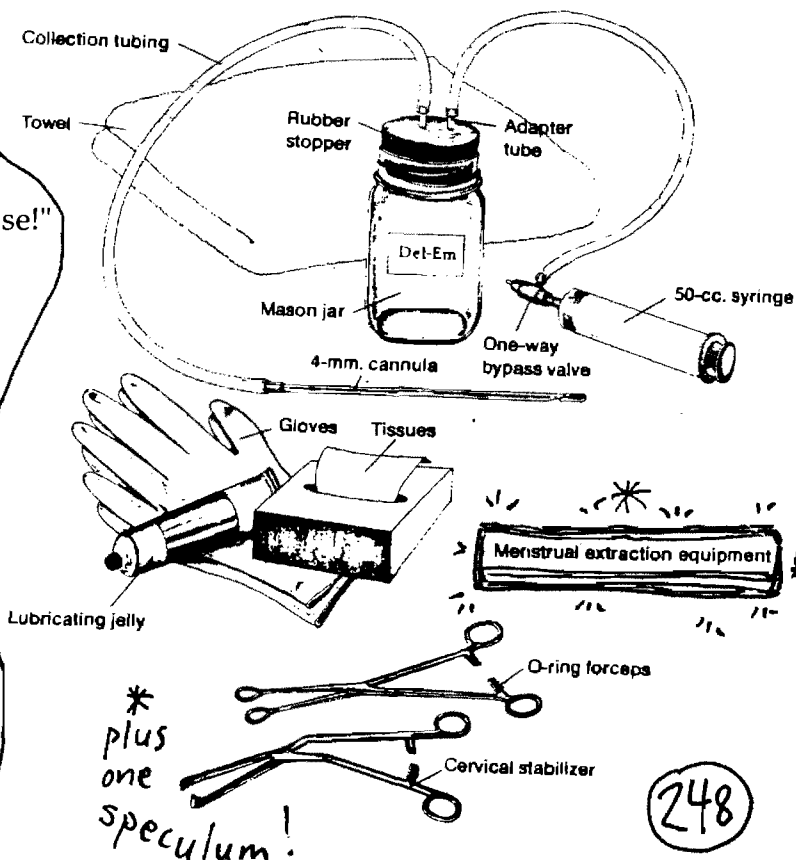 Collection tubing
Towel
Rubber
stopper
Adapter
tube
se!"
Del-Em
Mason jar
50-cc. syringe
One-way
bypass valve
4-mm. cannula
Gloves
Tissues
* Menstrual extraction equipment *
Lubricating jelly
O-ring forceps
* plus
one
speculum!
Cervical stabilizer
248